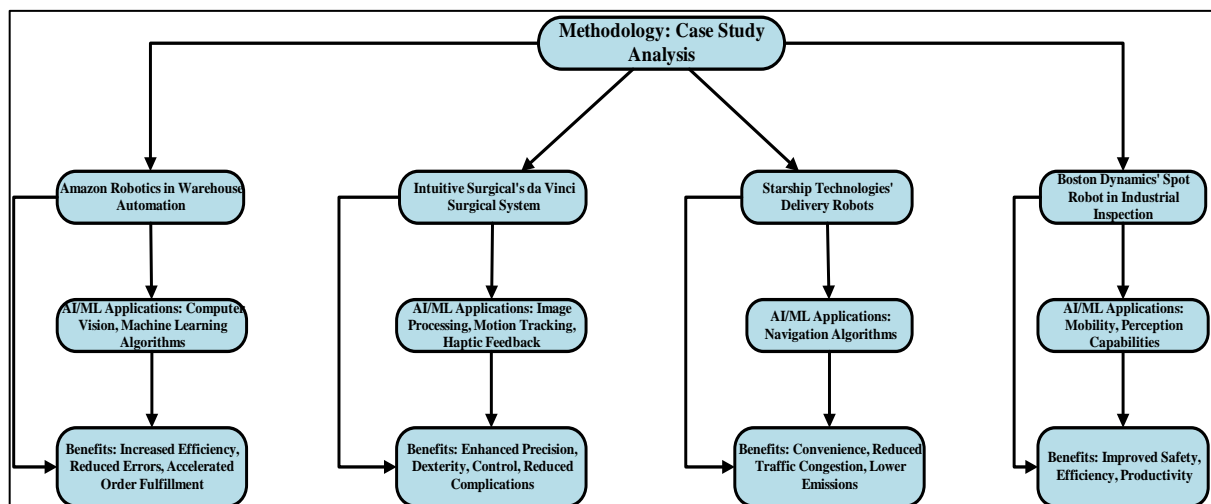 Methodology: Case Study
Analysis
Amazon Robotics in Warehouse
Automation
Intuitive Surgical's da Vinci
Surgical System
Starship Technologies'
Delivery Robots
Boston Dynamics' Spot
Robot in Industrial
Inspection
AI/ML Applications: Computer
Vision, Machine Learning
Algorithms
AI/ML Applications: Image
Processing, Motion Tracking,
Haptic Feedback
AI/ML Applications:
Navigation Algorithms
AI/ML Applications:
Mobility, Perception
Capabilities
Benefits: Increased Efficiency,
Reduced Errors, Accelerated
Order Fulfillment
Benefits: Enhanced Precision,
Dexterity, Control, Reduced
Complications
Benefits: Convenience, Reduced
Traffic Congestion, Lower
Emissions
Benefits: Improved Safety,
Efficiency, Productivity